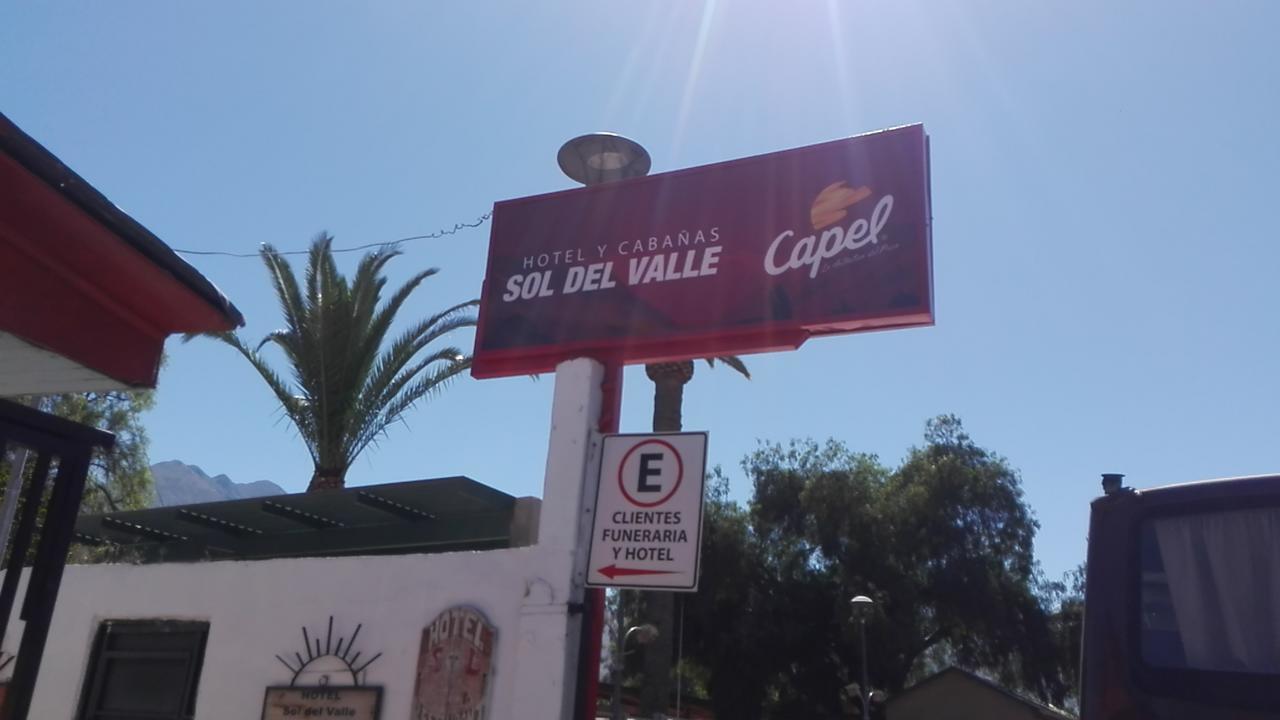 HOTEL Y CABAÑAS
SOL DEL VALLE
Capel
E
CLIENTES
FUNERARIA
Y HOTEL
HOTEL
Sol del Valle
HOTEL